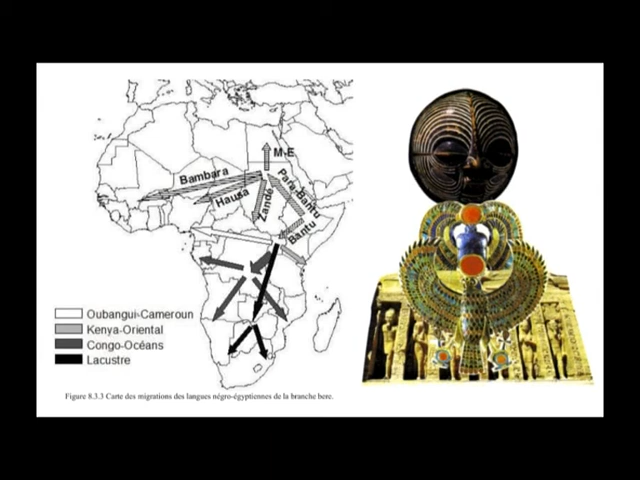 M-E
Bambara
Hausa
Zandé
Para-Bantu
Bantu
Oubangui-Cameroun
Kenya-Oriental
Congo-Océans
Lacustre
Figure 8.3.3 Carte des migrations des langues négro-égyptiennes de la branche bere.